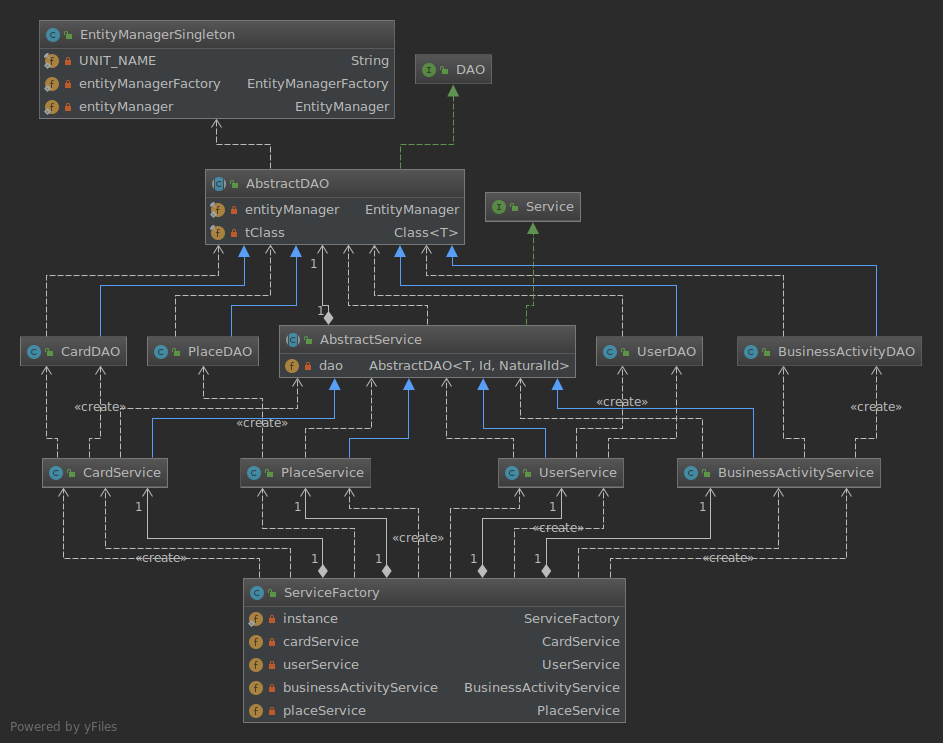 EntityManagerSingleton
UNIT_NAME String
entityManagerFactory EntityManagerFactory
entityManager EntityManager
DAO
AbstractDAO
entityManager EntityManager
tClass Class<T>
Service
1
1
AbstractService
dao AbstractDAO<T, Id, NaturalId>
CardDAO
PlaceDAO
UserDAO
BusinessActivityDAO
«create»
«create»
«create»
«create»
CardService
PlaceService
UserService
BusinessActivityService
1
1
1
1
«create»
«create»
«create»
«create»
1
1
1
1
ServiceFactory
instance ServiceFactory
cardService CardService
userService UserService
businessActivityService BusinessActivityService
placeService PlaceService
Powered by yFiles